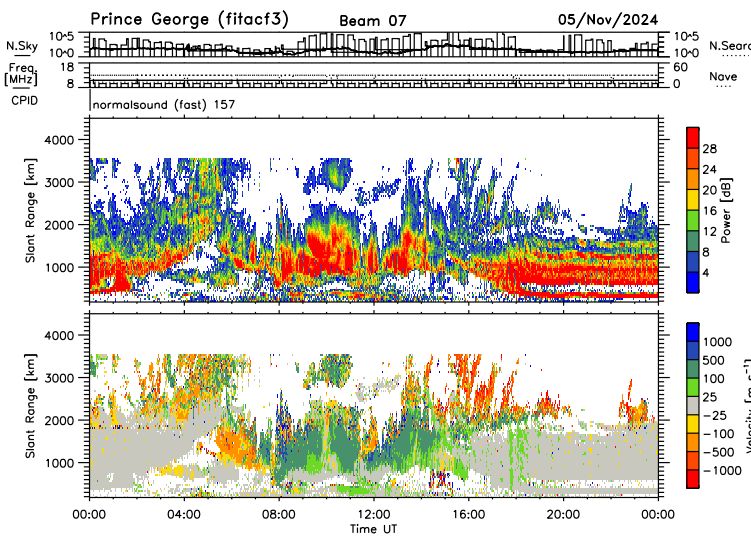 Prince George (fitacf3) Beam 07 05/Nov/2024
N.Sky 10^5 10^0 10^5 10^0 N.Sear
Freq [MHz] 18 8 60 0 Nave
CPID normalsound (fast) 157
Slant Range [km] 4000 3000 2000 1000
Power [dB] 28 24 20 16 12 8 4
Slant Range [km] 4000 3000 2000 1000
Velocity [m s^-1] 1000 500 100 25 -25 -100 -500 -1000
00:00 04:00 08:00 12:00 16:00 20:00 00:00
Time UT